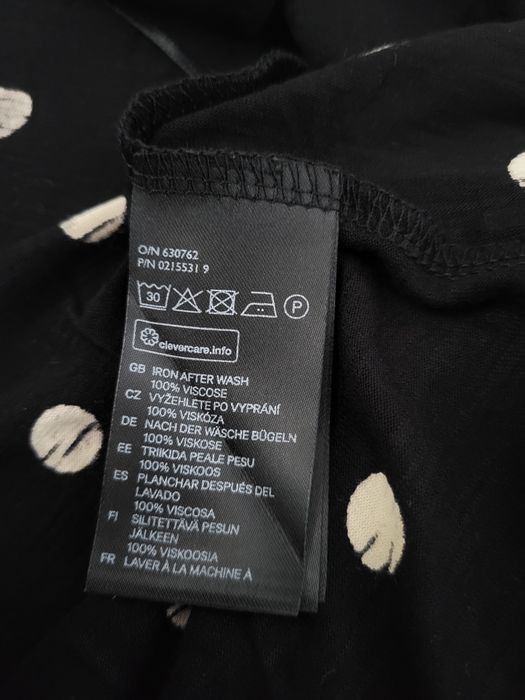 O/N 630762
P/N 0215531 9
30 P
clevercare.info
GB IRON AFTER WASH
100% VISCOSE
CZ VYŽEHLETE PO VYPRÁNÍ
100% VISKÓZA
DE NACH DER WÄSCHE BÜGELN
100% VISKOSE
EE TRIIKIDA PEALE PESU
100% VISKOOS
ES PLANCHAR DESPUÉS DEL
LAVADO
100% VISCOSA
FI SILITETTÄVÄ PESUN
JÄLKEEN
100% VISKOOSIA
FR LAVER À LA MACHINE À